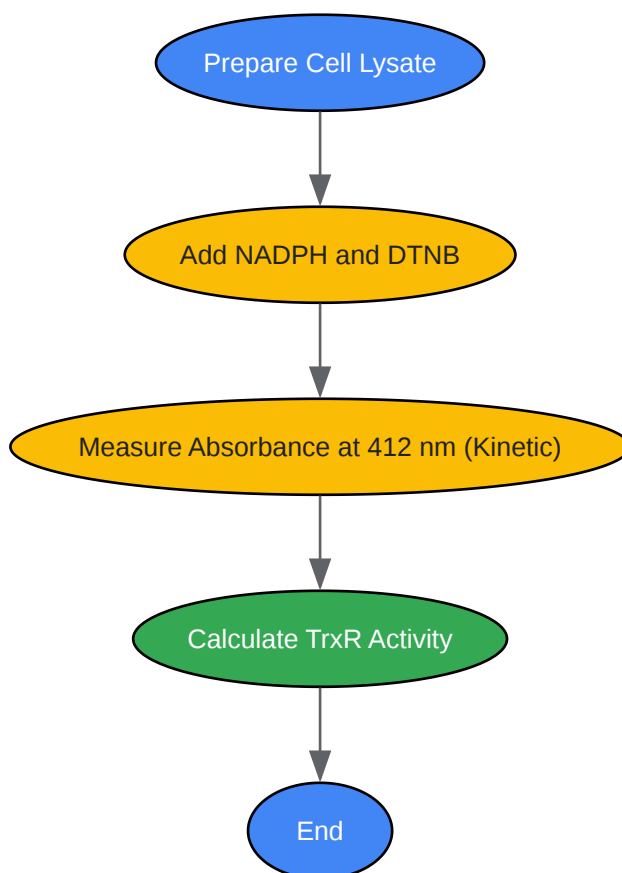 Prepare Cell Lysate
Add NADPH and DTNB
Measure Absorbance at 412 nm (Kinetic)
Calculate TrxR Activity
End